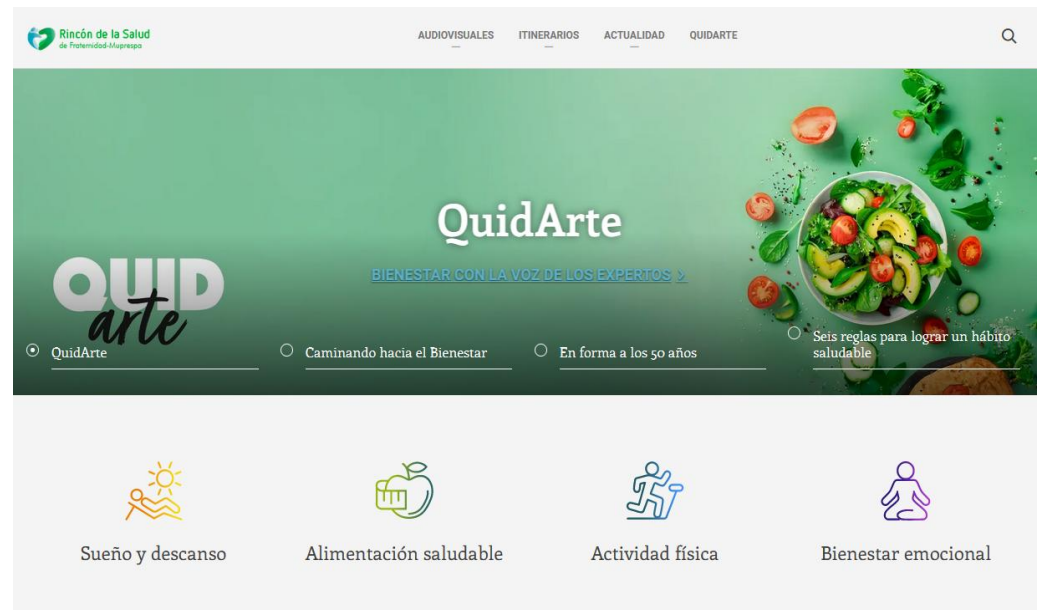 Rincón de la Salud
de Fraternidad-Muprespa
AUDIOVISUALES
ITINERARIOS
ACTUALIDAD
QUIDARTE
QuidArte
BIENESTAR CON LA VOZ DE LOS EXPERTOS >
QUID
arte
QuidArte
Caminando hacia el Bienestar
En forma a los 50 años
Seis reglas para lograr un hábito
saludable
Sueño y descanso
Alimentación saludable
Actividad física
Bienestar emocional